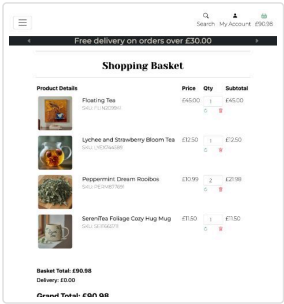 Search My Account £90.98
Free delivery on orders over £30.00
Shopping Basket
Product Details Price Qty Subtotal
Floating Tea £45.00 1 £45.00
Lychee and Strawberry Bloom Tea £12.50 1 £12.50
Peppermint Dream Rooibos £10.99 2 £21.98
SereniTea Foliage Cozy Hug Mug £11.50 1 £11.50
Basket Total: £90.98
Delivery: £0.00
Grand Total: £90.98